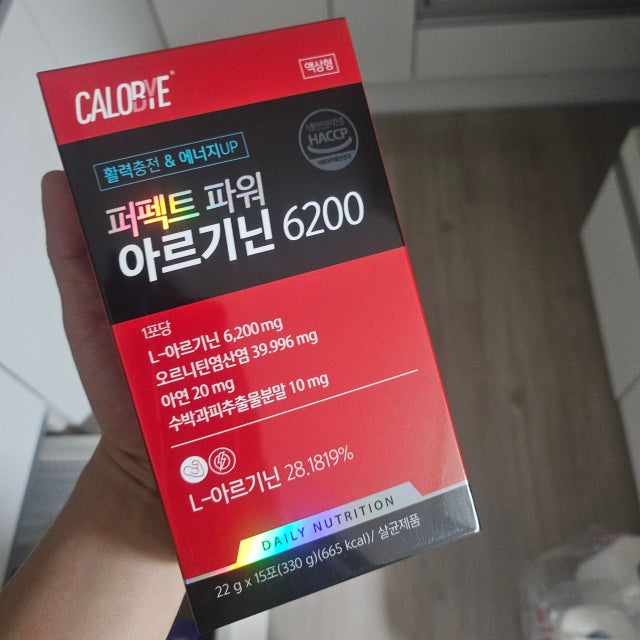 CALOBYE
액상형
HACCP
활력충전 & 에너지UP
퍼펙트 파워
아르기닌 6200
1포당
L-아르기닌 6,200 mg
오르니틴염산염 39.996 mg
아연 20 mg
수박과피추출물분말 10 mg
L-아르기닌 28.1819%
DAILY NUTRITION
22 g x 15포(330 g)(665 kcal)/ 살균제품